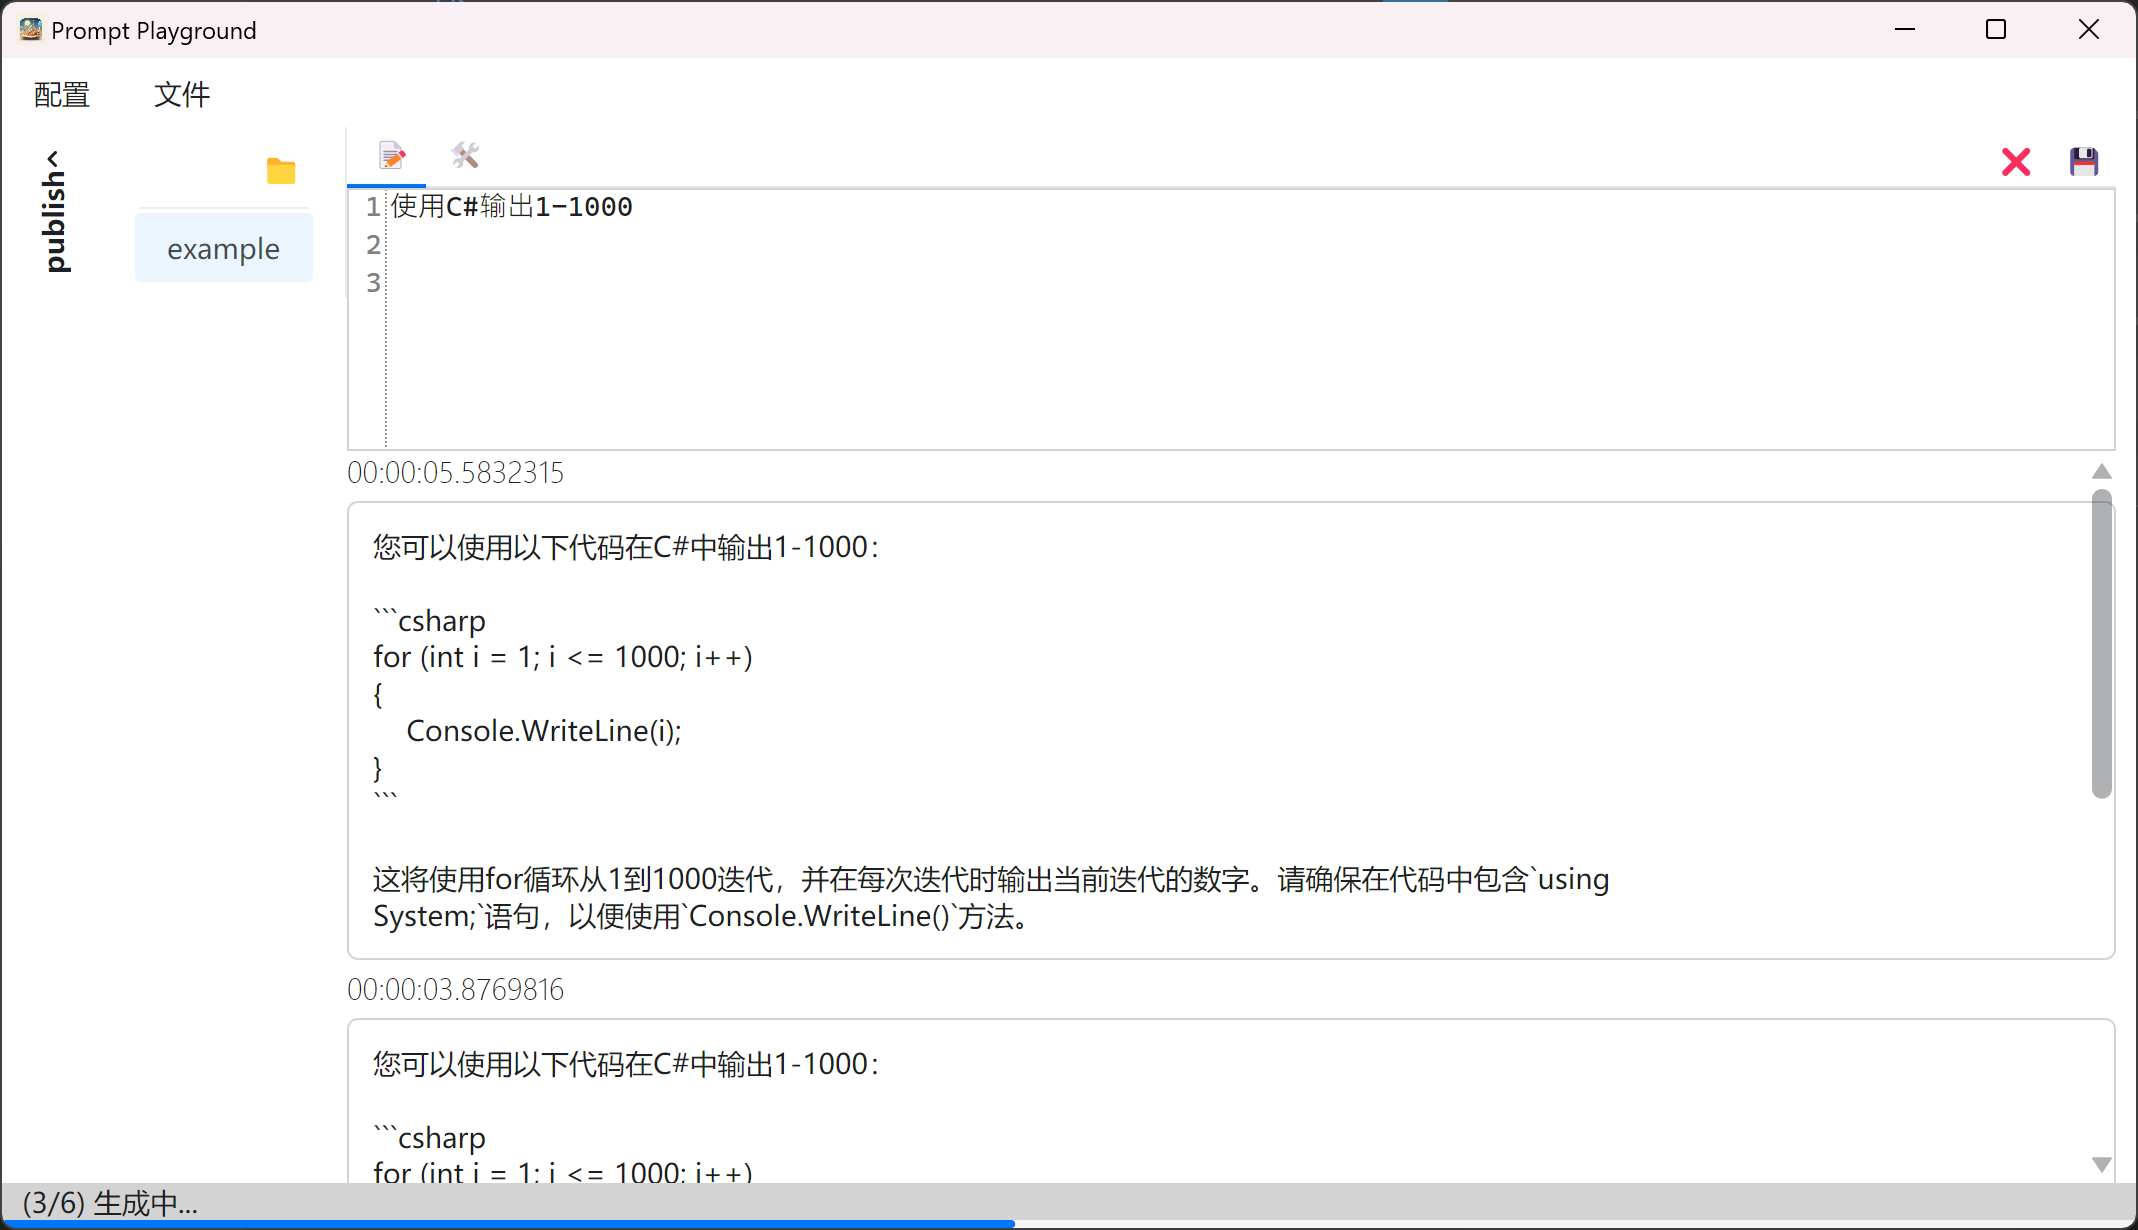 Prompt Playground
配置 文件
publish
example
1 使用C#输出1-1000
2
3
00:00:05.5832315
您可以使用以下代码在C#中输出1-1000：
```csharp
for (int i = 1; i <= 1000; i++)
{
    Console.WriteLine(i);
}
```
这将使用for循环从1到1000迭代，并在每次迭代时输出当前迭代的数字。请确保在代码中包含`using
System;`语句，以便使用`Console.WriteLine()`方法。
00:00:03.8769816
您可以使用以下代码在C#中输出1-1000：
```csharp
for (int i = 1; i <= 1000; i++)
(3/6) 生成中...